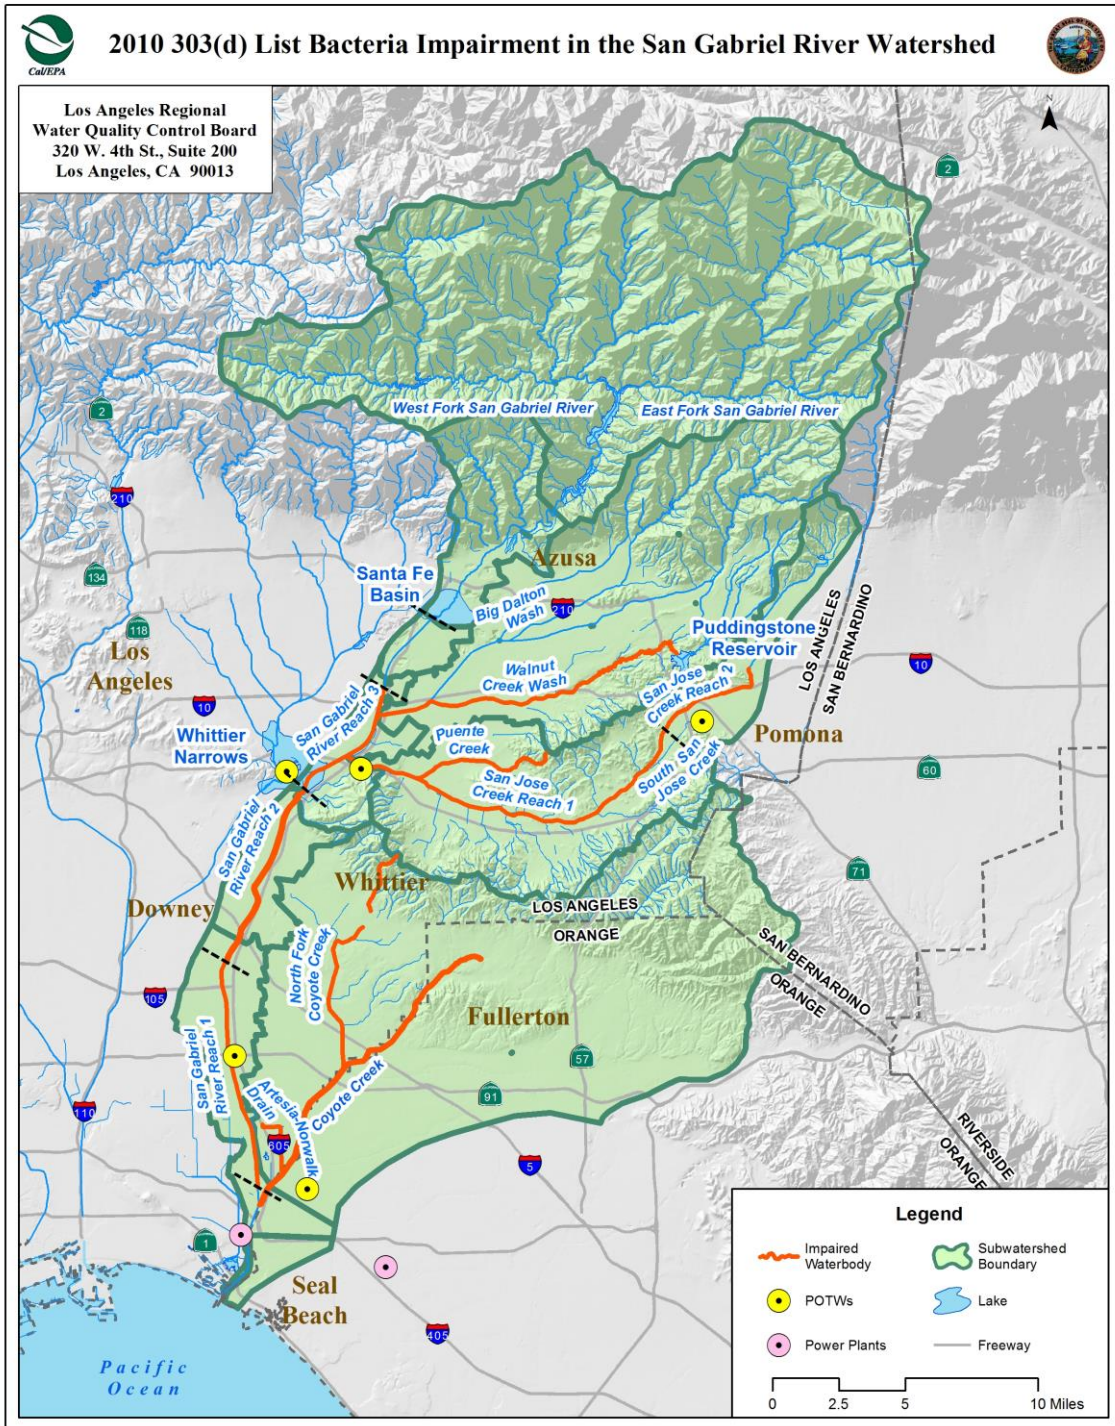 2010 303(d) List Bacteria Impairment in the San Gabriel River Watershed
Cal/EPA
Los Angeles Regional
Water Quality Control Board
320 W. 4th St., Suite 200
Los Angeles, CA 90013
N
2
2
West Fork San Gabriel River
East Fork San Gabriel River
210
134
118
Azusa
Santa Fe
Basin
Big Dalton
Wash
210
Puddingstone
Reservoir
LOS ANGELES
SAN BERNARDINO
Los
Angeles
10
10
Walnut
Creek Wash
San Jose
Creek Reach 2
San Gabriel
River Reach 3
Whittier
Narrows
Puente
Creek
Pomona
60
San Jose
Creek Reach 1
South San
Jose Creek
San Gabriel
River Reach 2
Whittier
71
Downey
LOS ANGELES
ORANGE
North Fork
Coyote Creek
SAN BERNARDINO
ORANGE
105
Fullerton
57
San Gabriel
River Reach 1
91
Artesia-Norwalk
Drain
Coyote Creek
110
605
5
RIVERSIDE
ORANGE
1
Seal
Beach
405
Pacific
Ocean
Legend
Impaired
Waterbody
Subwatershed
Boundary
POTWs
Lake
Power Plants
Freeway
0 2.5 5 10 Miles